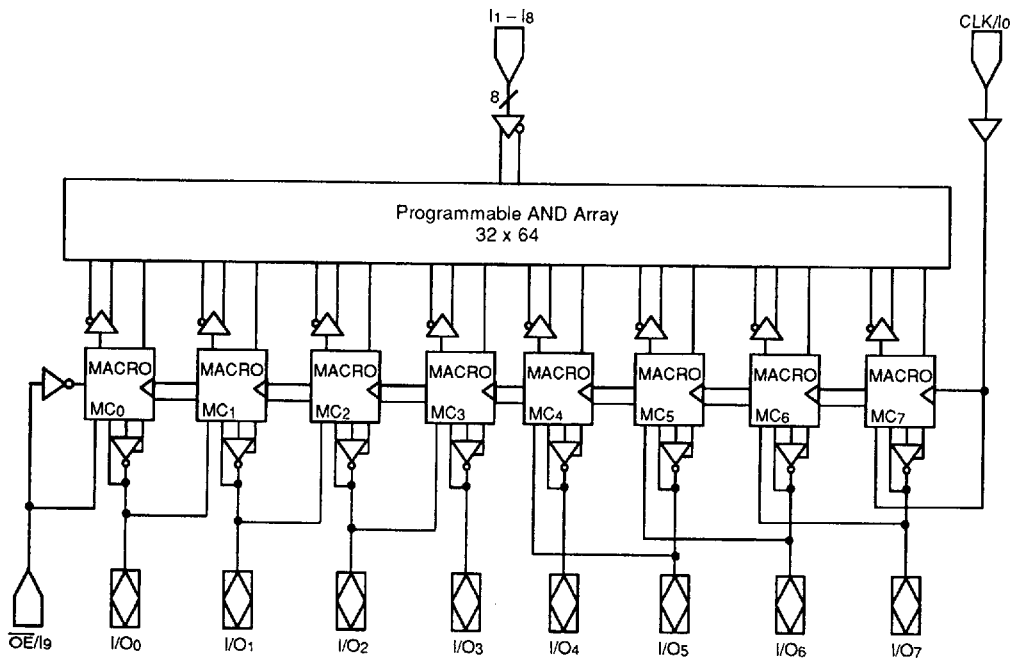 I1 – I8
CLK/I0
8
Programmable AND Array
32 x 64
MACRO MACRO MACRO MACRO MACRO MACRO MACRO MACRO
MC0 MC1 MC2 MC3 MC4 MC5 MC6 MC7
OE/I9 I/O0 I/O1 I/O2 I/O3 I/O4 I/O5 I/O6 I/O7